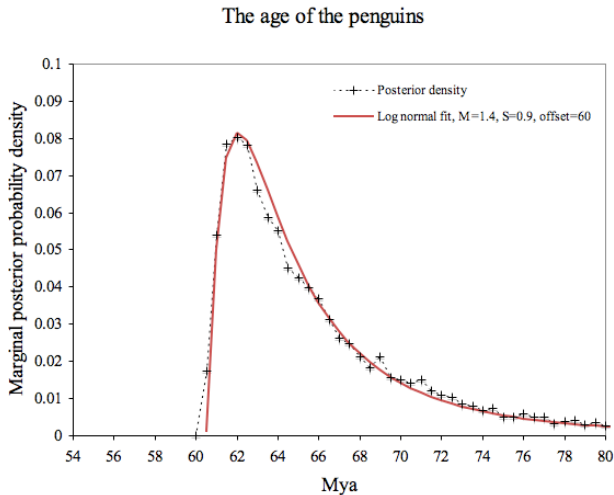 The age of the penguins
Marginal posterior probability density
0.1
0.09
0.08
0.07
0.06
0.05
0.04
0.03
0.02
0.01
0
Posterior density
Log normal fit, M=1.4, S=0.9, offset=60
54 56 58 60 62 64 66 68 70 72 74 76 78 80
Mya